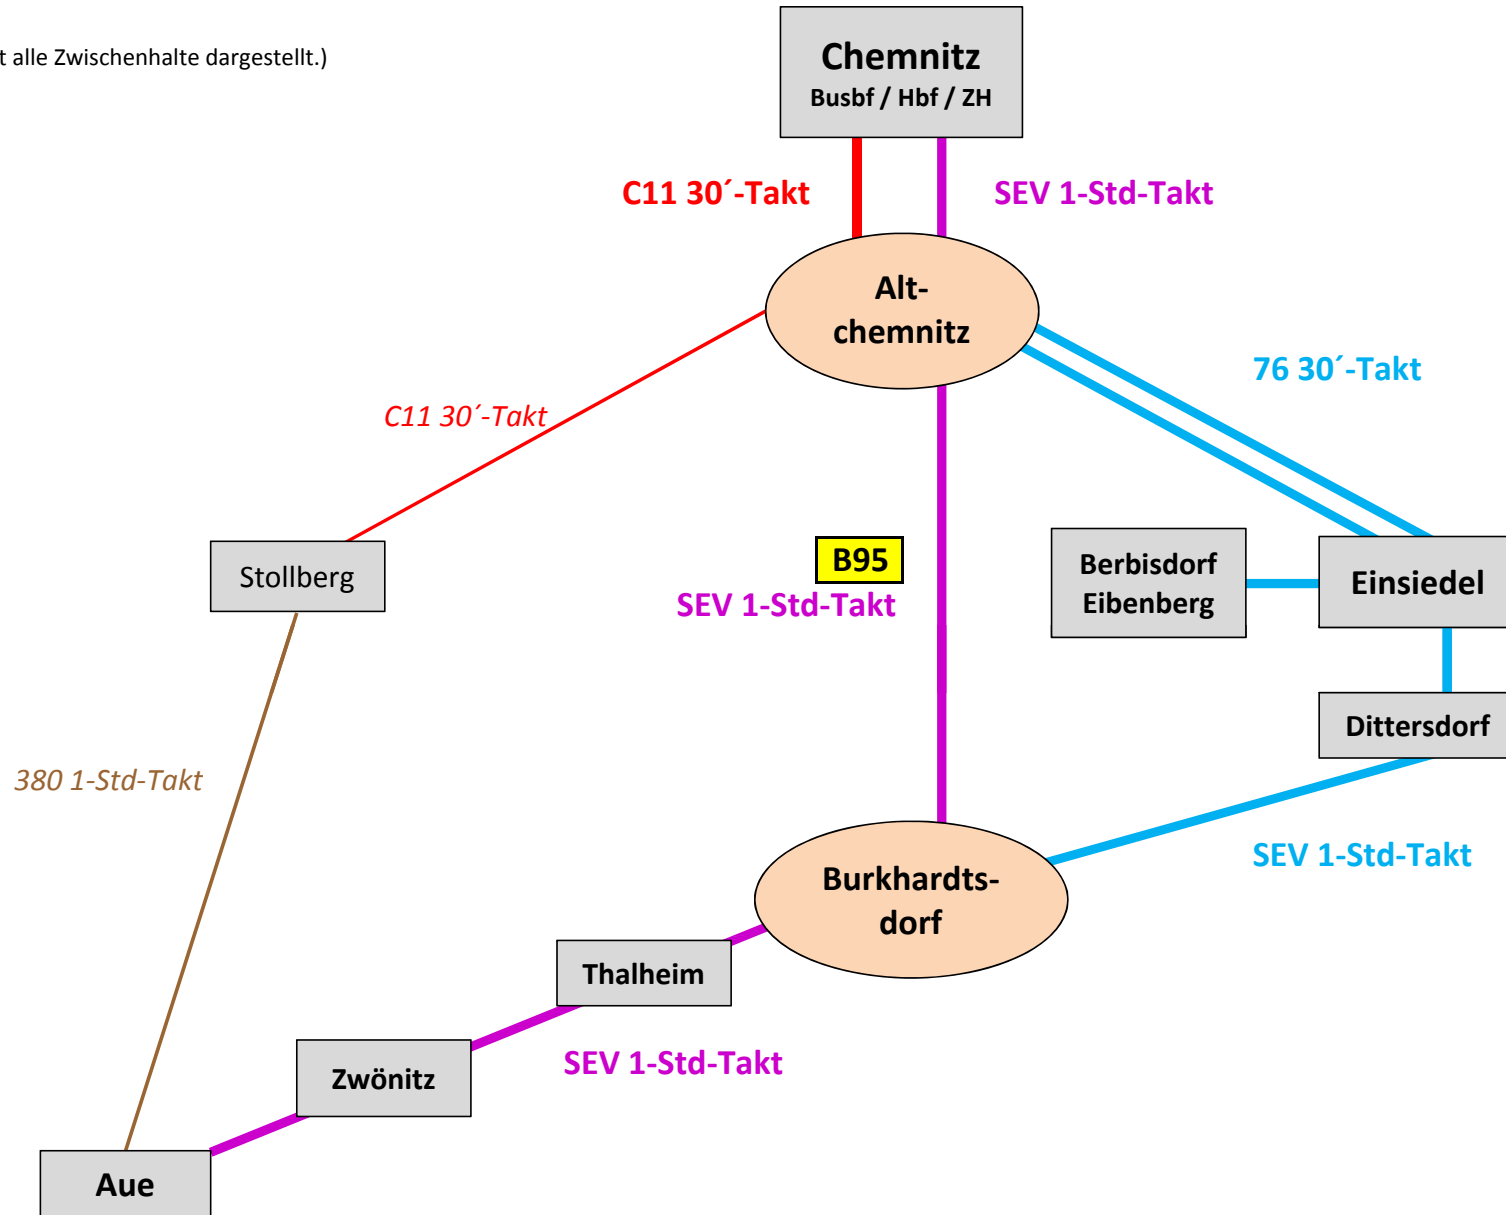 t alle Zwischenhalte dargestellt.)
Chemnitz
Busbf / Hbf / ZH
C11 30´-Takt
SEV 1-Std-Takt
Alt-
chemnitz
76 30´-Takt
C11 30´-Takt
B95
SEV 1-Std-Takt
Stollberg
Berbisdorf
Eibenberg
Einsiedel
Dittersdorf
380 1-Std-Takt
SEV 1-Std-Takt
Burkhardts-
dorf
Thalheim
SEV 1-Std-Takt
Zwönitz
Aue